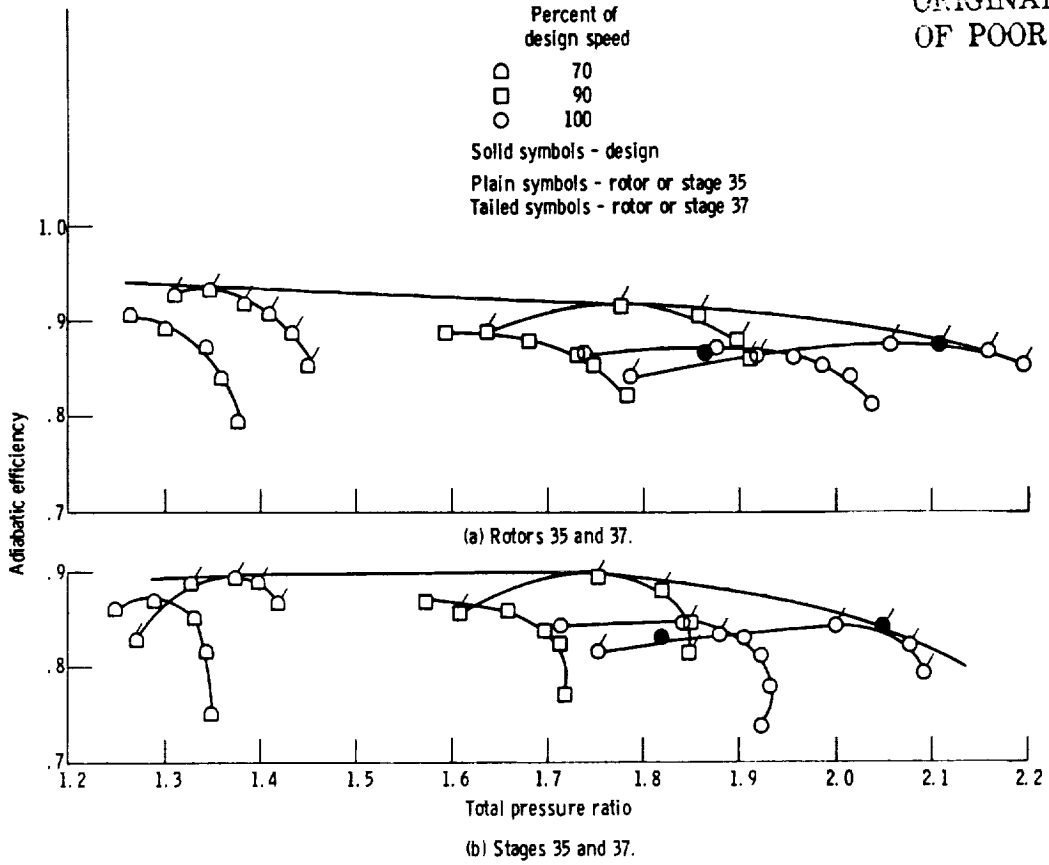 ORIGINAL
OF POOR
Percent of
design speed
70
90
100
Solid symbols - design
Plain symbols - rotor or stage 35
Tailed symbols - rotor or stage 37
1.0
.9
.8
.7
(a) Rotors 35 and 37.
Adiabatic efficiency
.9
.8
.7
1.2 1.3 1.4 1.5 1.6 1.7 1.8 1.9 2.0 2.1 2.2
Total pressure ratio
(b) Stages 35 and 37.